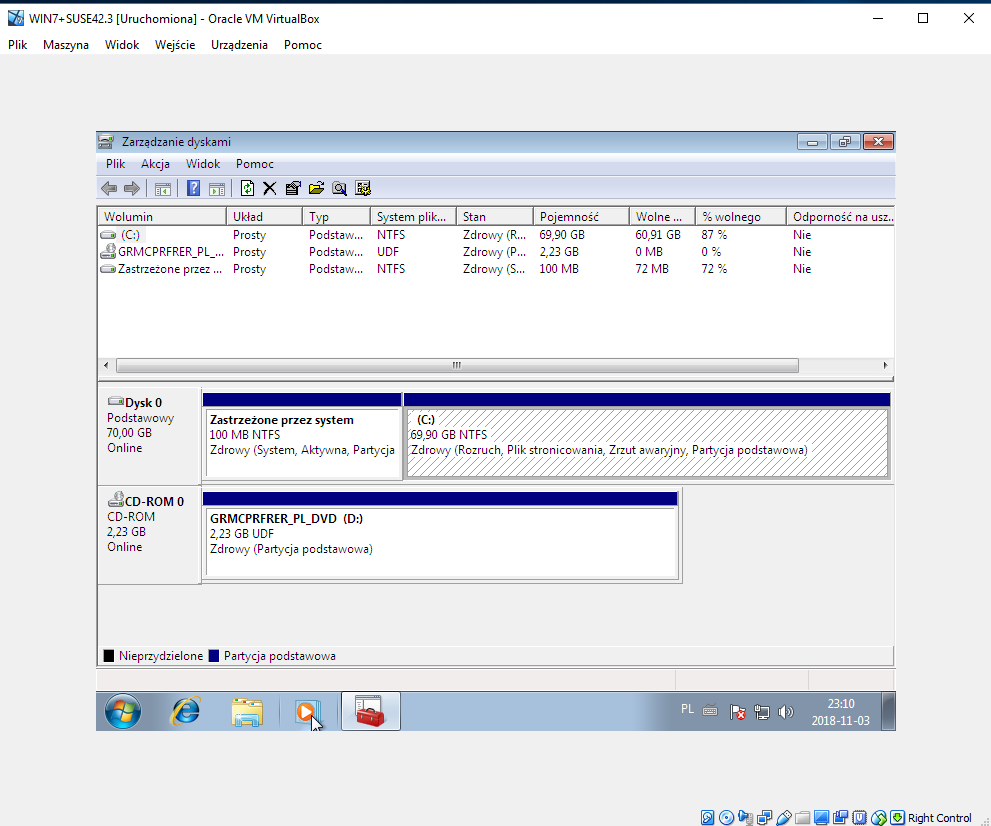 WIN7+SUSE42.3 [Uruchomiona] - Oracle VM VirtualBox
Plik Maszyna Widok Wejście Urządzenia Pomoc
Zarządzanie dyskami
Plik Akcja Widok Pomoc
Wolumin Układ Typ System plik... Stan Pojemność Wolne ... % wolnego Odporność na usz..
(C:) Prosty Podstaw... NTFS Zdrowy (R... 69,90 GB 60,91 GB 87 % Nie
GRMCPRFRER_PL_... Prosty Podstaw... UDF Zdrowy (P... 2,23 GB 0 MB 0 % Nie
Zastrzeżone przez ... Prosty Podstaw... NTFS Zdrowy (S... 100 MB 72 MB 72 % Nie
Dysk 0
Podstawowy
70,00 GB
Online
Zastrzeżone przez system
100 MB NTFS
Zdrowy (System, Aktywna, Partycja
(C:)
69,90 GB NTFS
Zdrowy (Rozruch, Plik stronicowania, Zrzut awaryjny, Partycja podstawowa)
CD-ROM 0
CD-ROM
2,23 GB
Online
GRMCPRFRER_PL_DVD (D:)
2,23 GB UDF
Zdrowy (Partycja podstawowa)
Nieprzydzielone Partycja podstawowa
PL
23:10
2018-11-03
Right Control